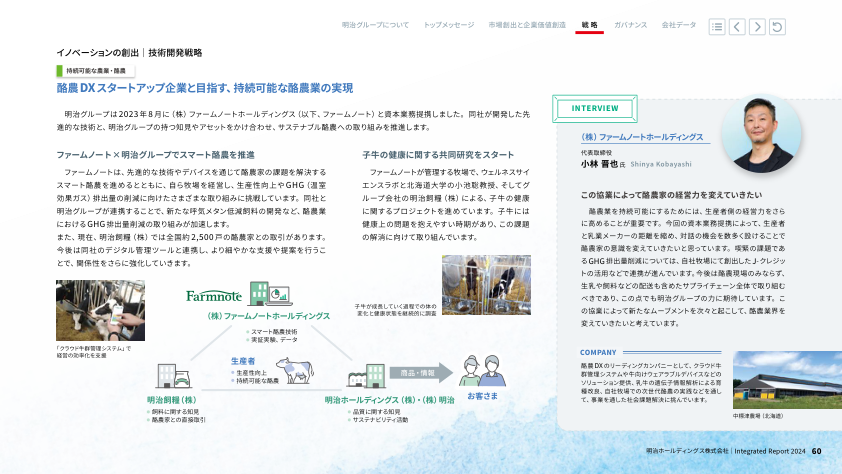 明治グループについて トップメッセージ 市場創出と企業価値創造 戦略 ガバナンス 会社データ
イノベーションの創出｜技術開発戦略
持続可能な農業・酪農
酪農DXスタートアップ企業と目指す、持続可能な酪農業の実現
明治グループは2023年8月に（株）ファームノートホールディングス（以下、ファームノート）と資本業務提携しました。同社が開発した先
進的な技術と、明治グループの持つ知見やアセットをかけ合わせ、サステナブル酪農への取り組みを推進します。
ファームノート×明治グループでスマート酪農を推進
ファームノートは、先進的な技術やデバイスを通じて酪農家の課題を解決する
スマート酪農を進めるとともに、自ら牧場を経営し、生産性向上やGHG（温室
効果ガス）排出量の削減に向けたさまざまな取り組みに挑戦しています。同社と
明治グループが連携することで、新たな呼気メタン低減飼料の開発など、酪農業
におけるGHG排出量削減の取り組みが加速します。
また、現在、明治飼糧（株）では全国約2,500戸の酪農家との取引があります。
今後は同社のデジタル管理ツールと連携し、より細やかな支援や提案を行うこ
とで、関係性をさらに強化していきます。
子牛の健康に関する共同研究をスタート
ファームノートが管理する牧場で、ウェルネスサイ
エンスラボと北海道大学の小池聡教授、そしてグ
ループ会社の明治飼糧（株）による、子牛の健康
に関するプロジェクトを進めています。子牛には
健康上の問題を抱えやすい時期があり、この課題
の解消に向けて取り組んでいます。
子牛が成長していく過程での体の
変化と健康状態を継続的に調査
「クラウド牛群管理システム」で
経営の効率化を支援
Farmnote
（株）ファームノートホールディングス
スマート酪農技術
実証実験、データ
生産者
生産性向上
持続可能な酪農
明治飼糧（株）
飼料に関する知見
酪農家との直接取引
明治ホールディングス（株）・（株）明治
品質に関する知見
サステナビリティ活動
商品・情報
お客さま
INTERVIEW
（株）ファームノートホールディングス
代表取締役
小林 晋也 氏 Shinya Kobayashi
この協業によって酪農家の経営力を変えていきたい
酪農業を持続可能にするためには、生産者側の経営力をさら
に高めることが重要です。今回の資本業務提携によって、生産者
と乳業メーカーの距離を縮め、対話の機会を数多く設けることで
酪農家の意識を変えていきたいと思っています。喫緊の課題であ
るGHG排出量削減については、自社牧場にて創出したJ-クレジッ
トの活用などで連携が進んでいます。今後は酪農現場のみならず、
生乳や飼料などの配送も含めたサプライチェーン全体で取り組む
べきであり、この点でも明治グループの力に期待しています。こ
の協業によって新たなムーブメントを次々と起こして、酪農業界を
変えていきたいと考えています。
COMPANY
酪農DXのリーディングカンパニーとして、クラウド牛
群管理システムや牛向けウェアラブルデバイスなどの
ソリューション提供、乳牛の遺伝子情報解析による育
種改良、自社牧場での次世代酪農の実践などを通し
て、事業を通した社会課題解決に挑んでいます。
中標津農場（北海道）
明治ホールディングス株式会社｜Integrated Report 2024 60